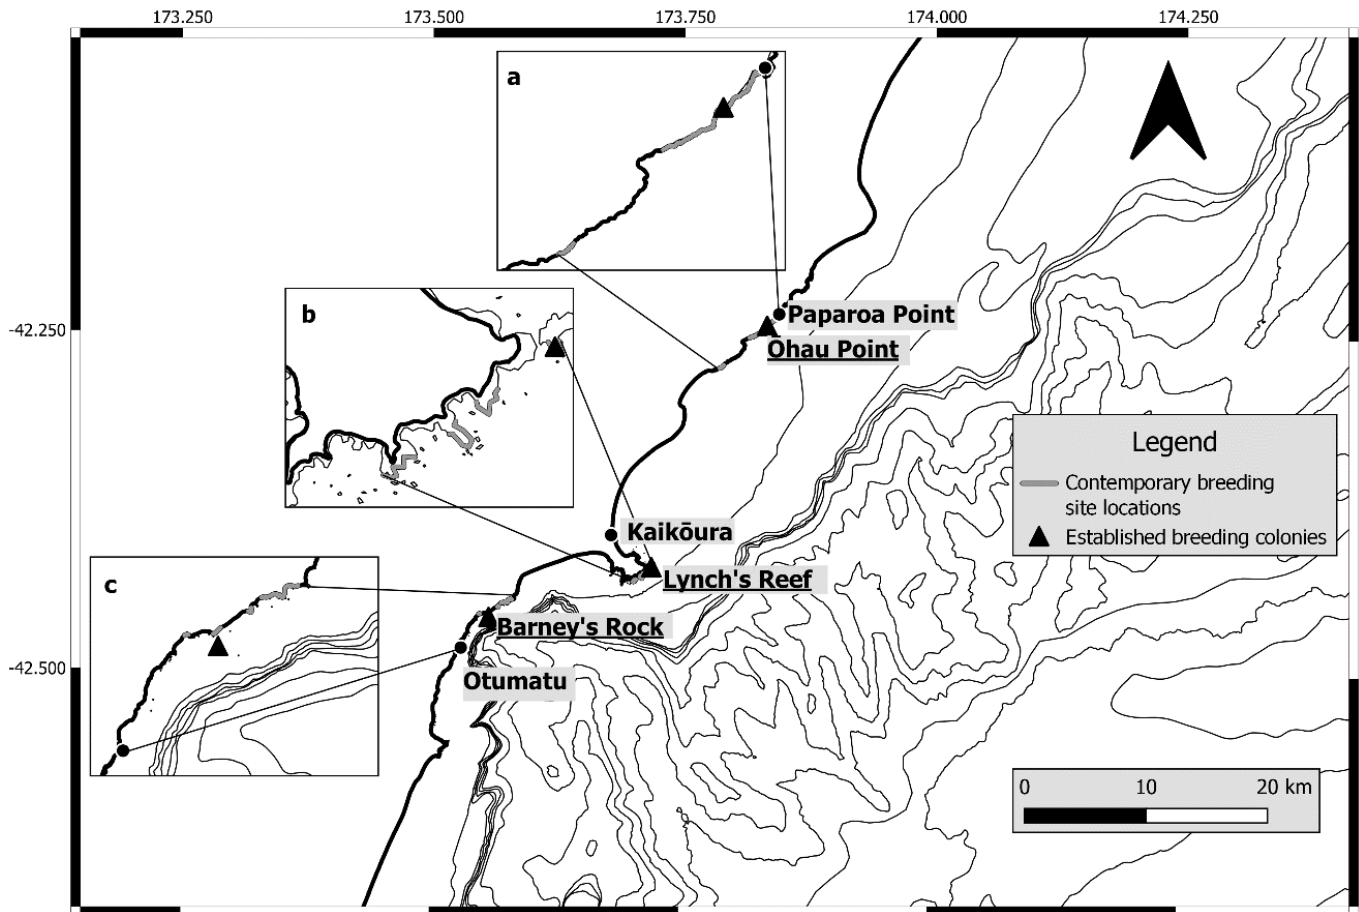 173.250 173.500 173.750 174.000 174.250
a
Paparoa Point
-42.250
Ōhau Point
b
Legend
Contemporary breeding
site locations
Established breeding colonies
Kaikōura
Lynch's Reef
c
Barney's Rock
-42.500
Otumatu
0 10 20 km